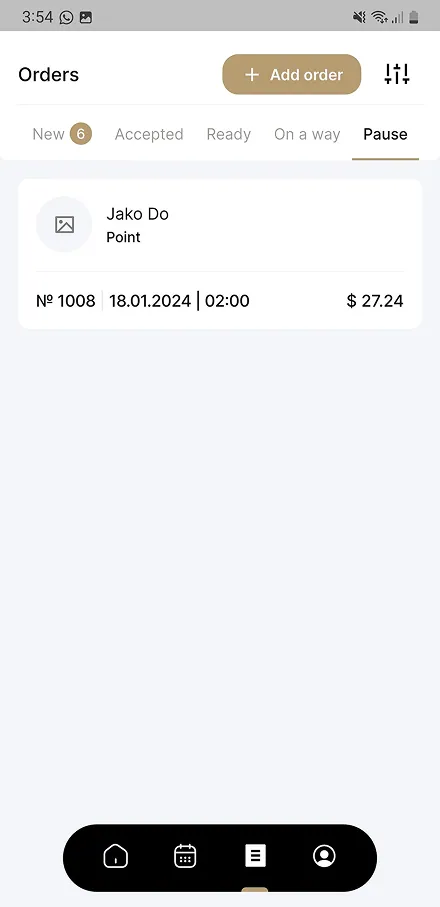 3:54
Orders
+ Add order
New 6 Accepted Ready On a way Pause
Jako Do
Point
№ 1008 | 18.01.2024 | 02:00 $ 27.24